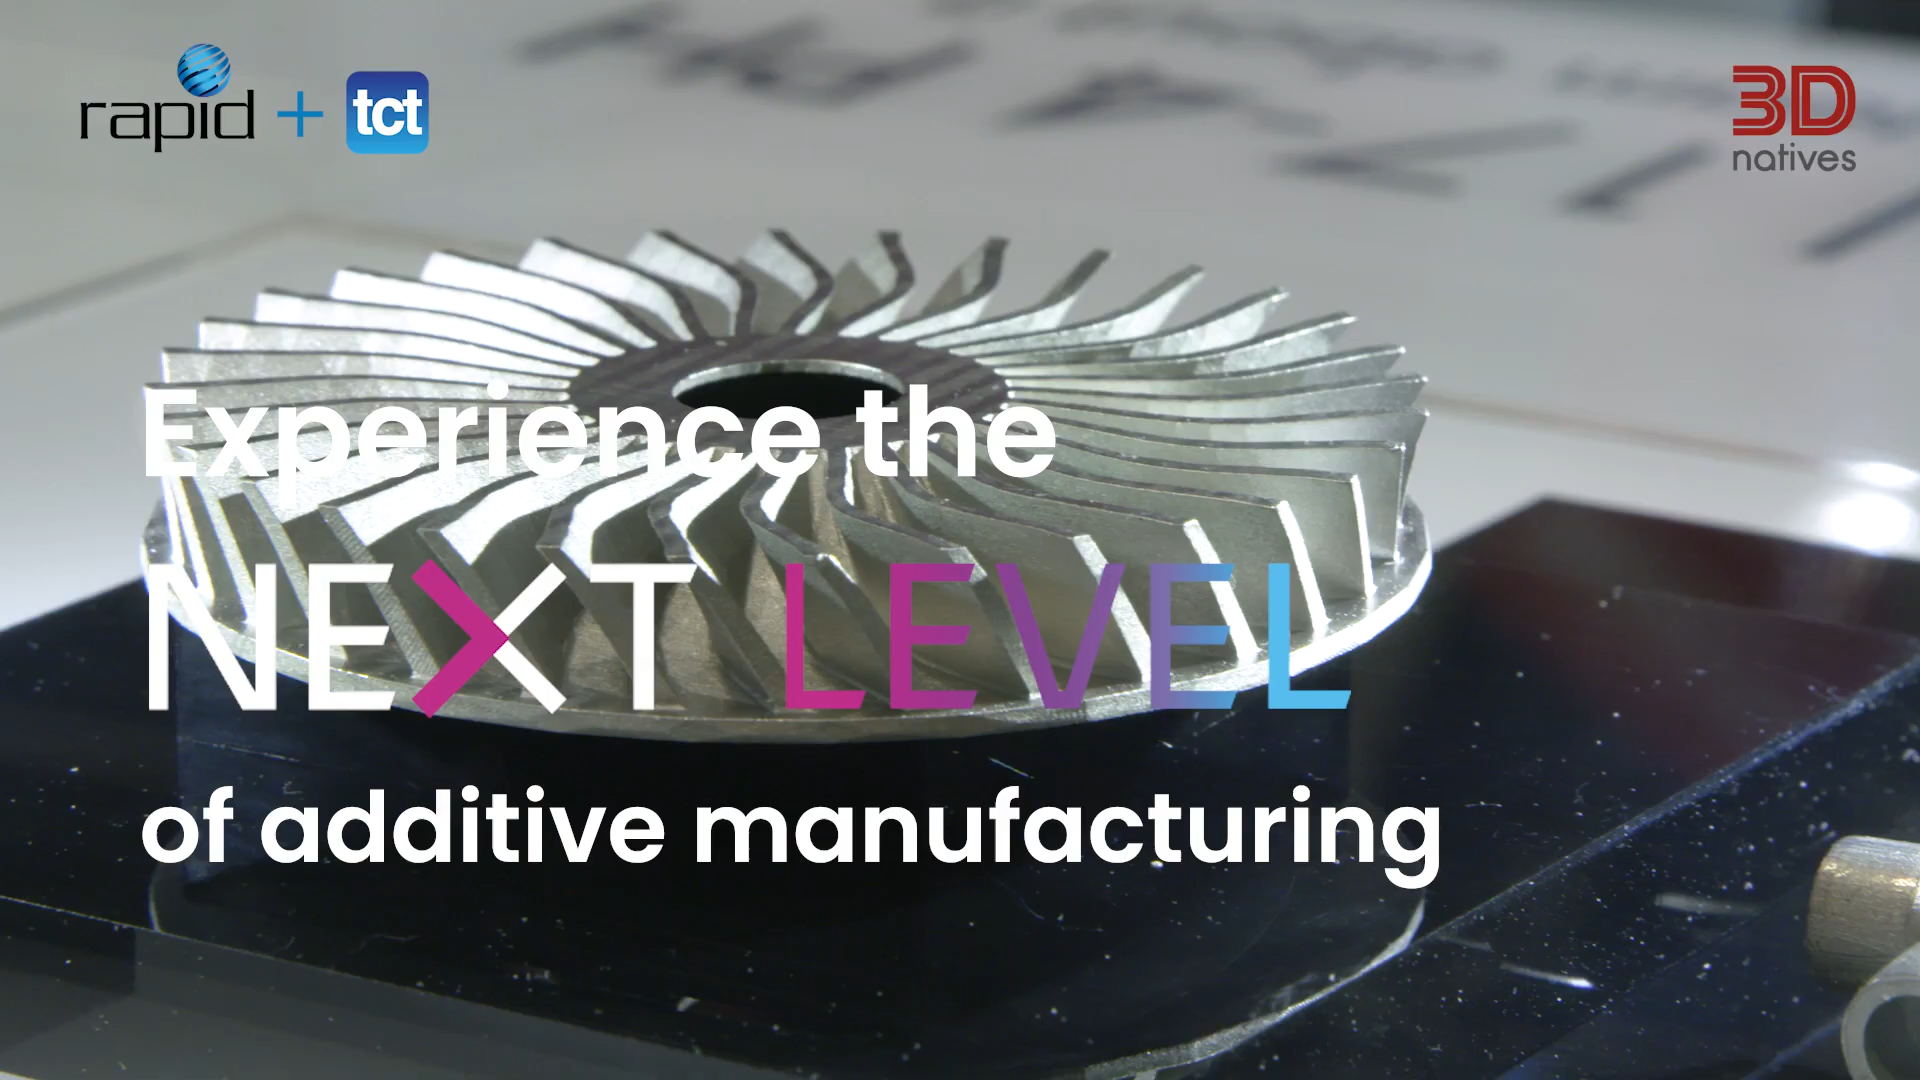 rapid + tct
3D
natives
Experience the
NEXT LEVEL
of additive manufacturing